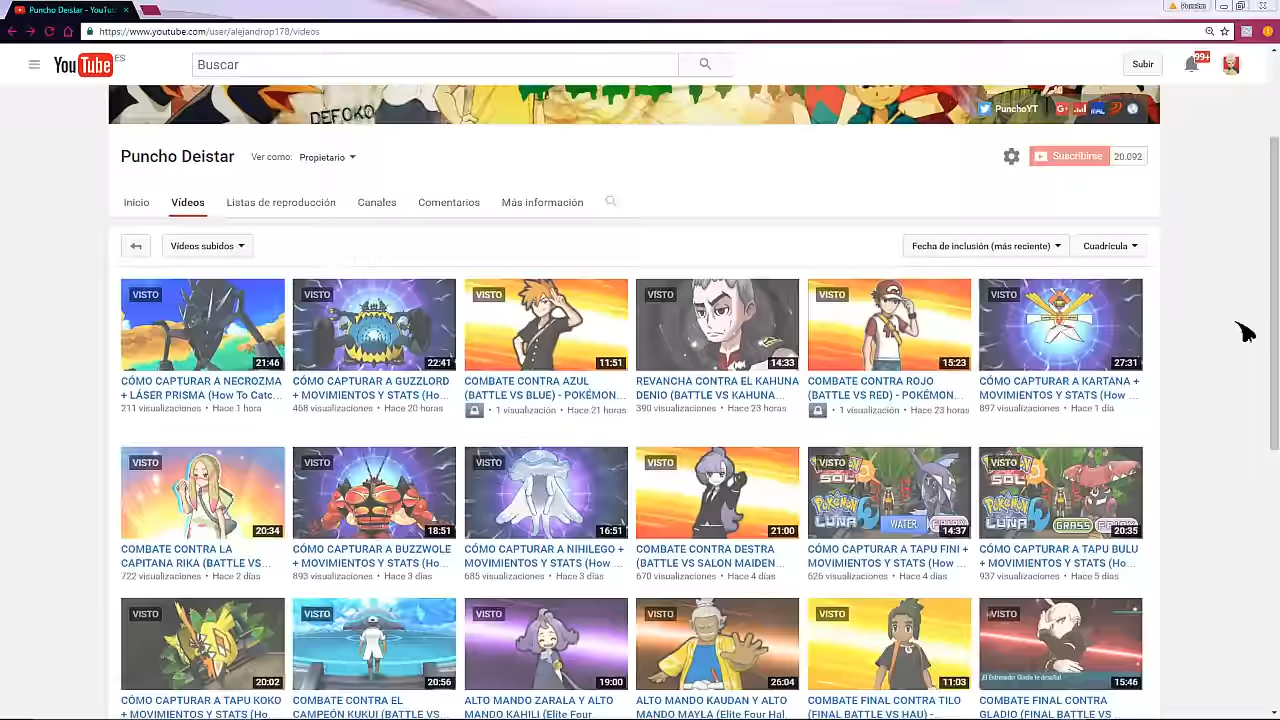 Puncho Deistar - YouTu
Puncho
https://www.youtube.com/user/alejandrop178/videos
YouTube ES
Buscar
Subir
99+
DEFOKO
PunchoYT
Puncho Deistar
Ver como: Propietario
Suscribirse 20.092
Inicio Vídeos Listas de reproducción Canales Comentarios Más información
Vídeos subidos
Fecha de inclusión (más reciente) Cuadrícula
VISTO VISTO VISTO VISTO VISTO VISTO
21:46 22:41 11:51 14:33 15:23 27:31
CÓMO CAPTURAR A NECROZMA CÓMO CAPTURAR A GUZZLORD COMBATE CONTRA AZUL REVANCHA CONTRA EL KAHUNA COMBATE CONTRA ROJO CÓMO CAPTURAR A KARTANA +
+ LÁSER PRISMA (How To Catc... + MOVIMIENTOS Y STATS (Ho... (BATTLE VS BLUE) - POKÉMON... DENIO (BATTLE VS KAHUNA... (BATTLE VS RED) - POKÉMON... MOVIMIENTOS Y STATS (How ...
211 visualizaciones • Hace 1 hora 468 visualizaciones • Hace 20 horas • 1 visualización • Hace 21 horas 390 visualizaciones • Hace 23 horas • 1 visualización • Hace 23 horas 897 visualizaciones • Hace 1 día
VISTO VISTO VISTO VISTO VISTO VISTO
POKÉMON SOL POKÉMON LUNA WATER FAIRY
POKÉMON SOL POKÉMON LUNA GRASS FAIRY
20:34 18:51 16:51 21:00 14:37 20:35
COMBATE CONTRA LA CÓMO CAPTURAR A BUZZWOLE CÓMO CAPTURAR A NIHILEGO + COMBATE CONTRA DESTRA CÓMO CAPTURAR A TAPU FINI + CÓMO CAPTURAR A TAPU BULU
CAPITANA RIKA (BATTLE VS... + MOVIMIENTOS Y STATS (Ho... MOVIMIENTOS Y STATS (How ... (BATTLE VS SALON MAIDEN... MOVIMIENTOS Y STATS (How ... + MOVIMIENTOS Y STATS (Ho...
722 visualizaciones • Hace 2 días 893 visualizaciones • Hace 3 días 685 visualizaciones • Hace 3 días 670 visualizaciones • Hace 4 días 626 visualizaciones • Hace 4 días 937 visualizaciones • Hace 5 días
VISTO VISTO VISTO VISTO VISTO VISTO
¡El Entrenador Gladio te desafía!
20:02 20:56 19:00 26:04 11:03 15:46
CÓMO CAPTURAR A TAPU KOKO COMBATE CONTRA EL ALTO MANDO ZARALA Y ALTO ALTO MANDO KAUDAN Y ALTO COMBATE FINAL CONTRA TILO COMBATE FINAL CONTRA
+ MOVIMIENTOS Y STATS (Ho... CAMPEÓN KUKUI (BATTLE VS... MANDO KAHILI (Elite Four... MANDO MAYLA (Elite Four Hal... (FINAL BATTLE VS HAU) -... GLADIO (FINAL BATTLE VS ...